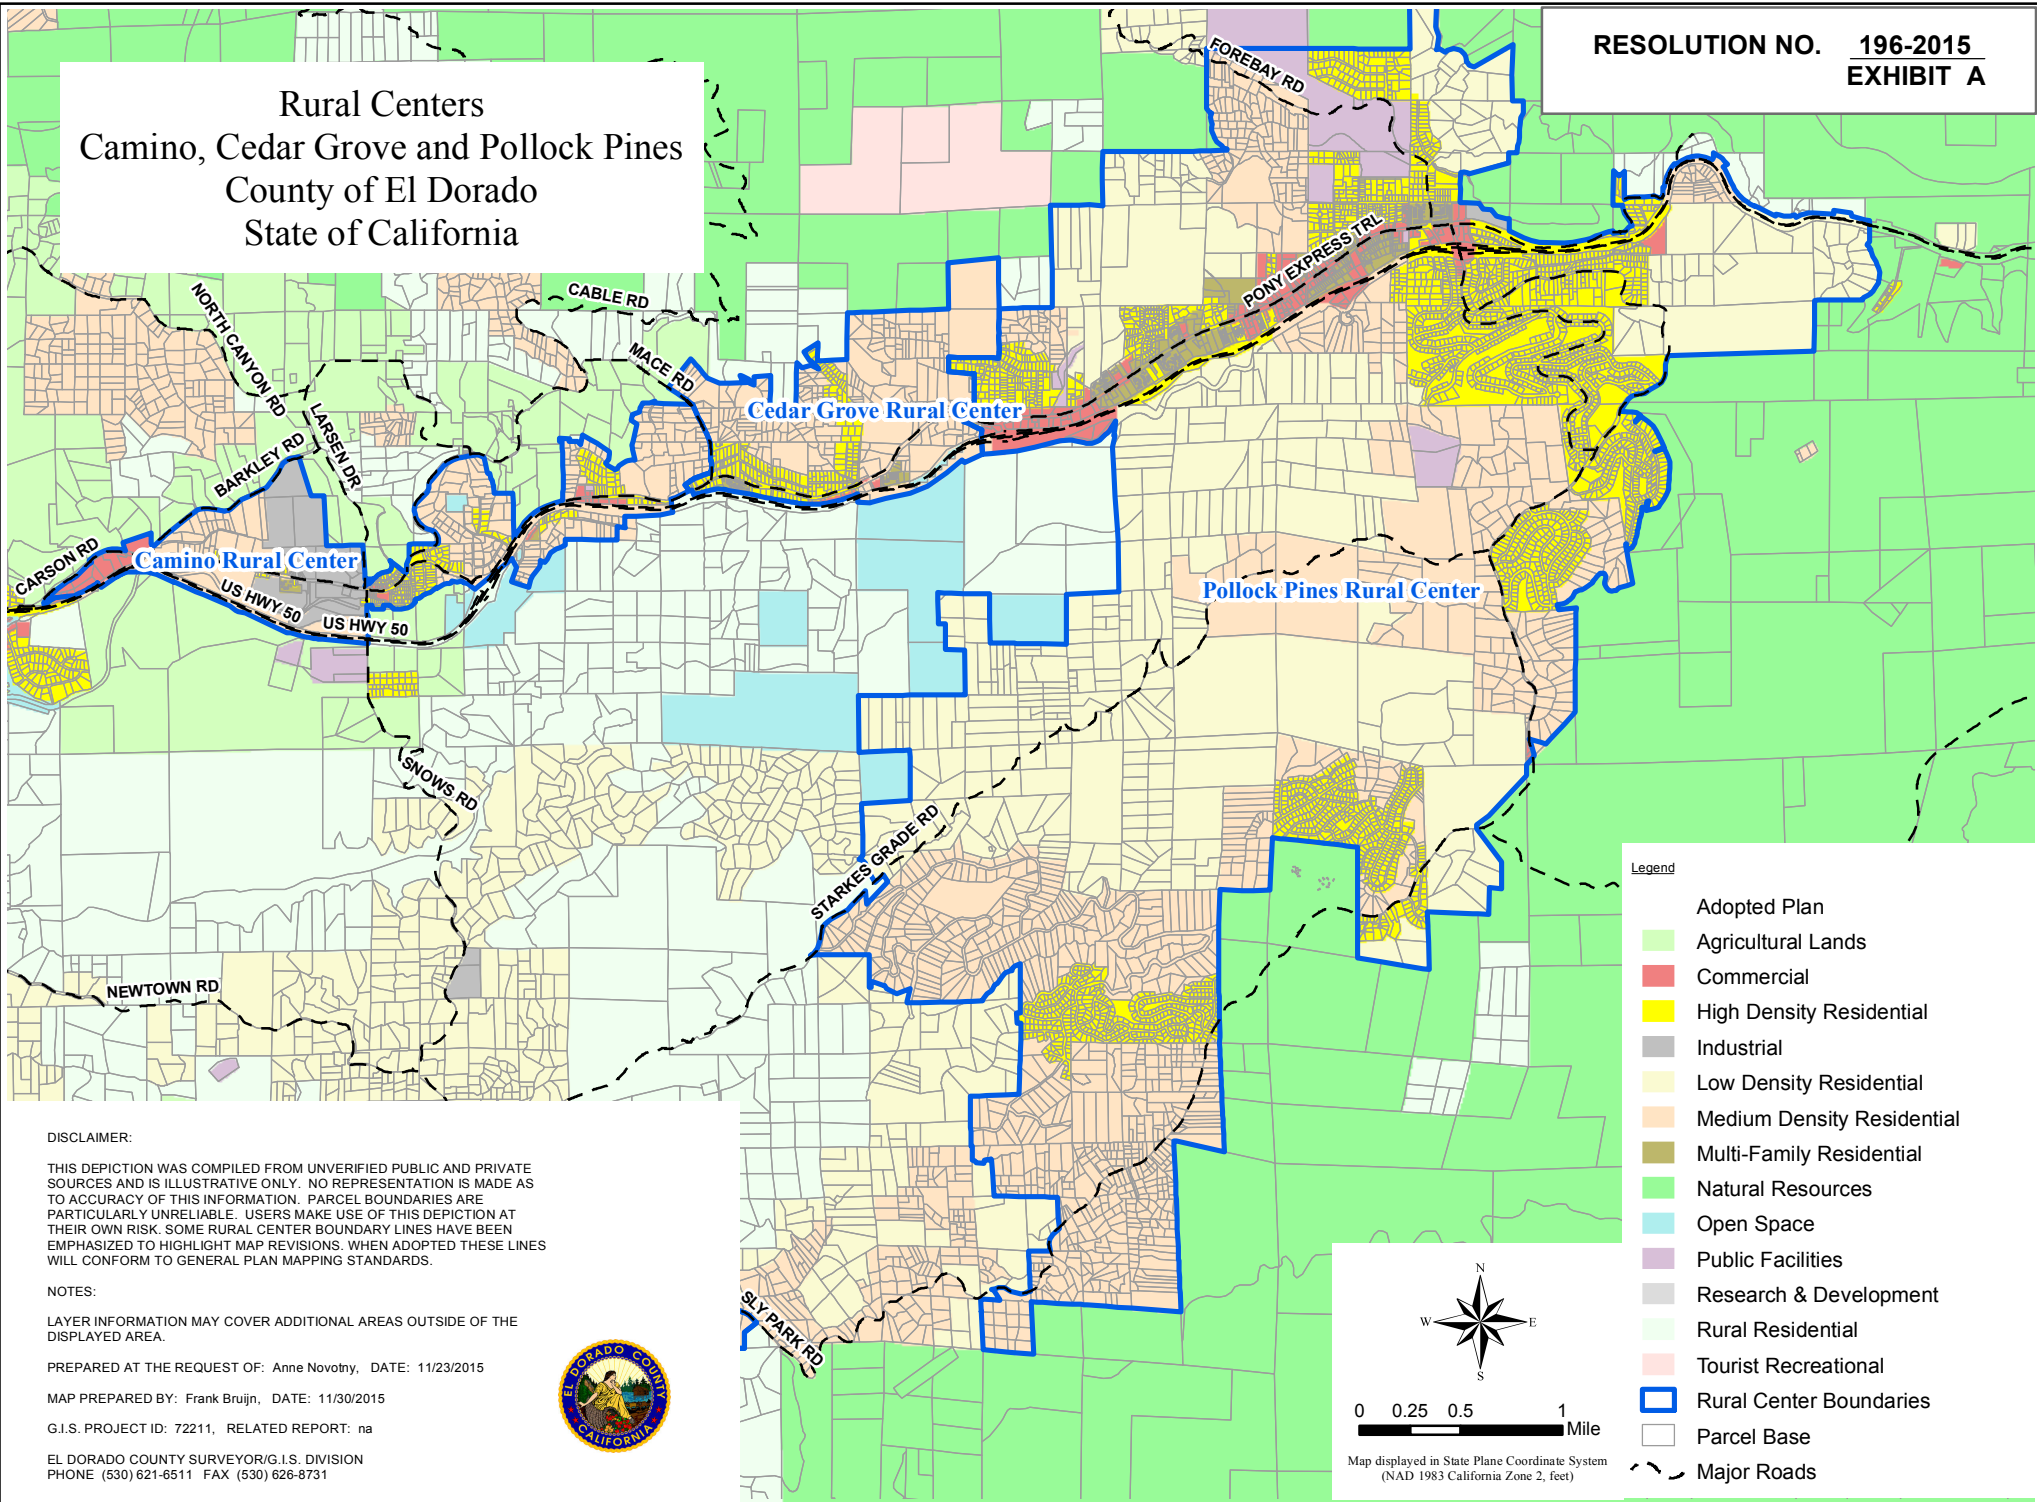 RESOLUTION NO. 196-2015
EXHIBIT A
Rural Centers
Camino, Cedar Grove and Pollock Pines
County of El Dorado
State of California
FOREBAY RD
PONY EXPRESS TRL
CABLE RD
NORTH CANYON RD
MACE RD
LARSEN DR
Cedar Grove Rural Center
BARKLEY RD
CARSON RD
Camino Rural Center
US HWY 50
US HWY 50
Pollock Pines Rural Center
SNOWS RD
STARKES GRADE RD
NEWTOWN RD
SLY PARK RD
Legend
Adopted Plan
Agricultural Lands
Commercial
High Density Residential
Industrial
Low Density Residential
Medium Density Residential
Multi-Family Residential
Natural Resources
Open Space
Public Facilities
Research & Development
Rural Residential
Tourist Recreational
Rural Center Boundaries
Parcel Base
Major Roads
DISCLAIMER:
THIS DEPICTION WAS COMPILED FROM UNVERIFIED PUBLIC AND PRIVATE
SOURCES AND IS ILLUSTRATIVE ONLY. NO REPRESENTATION IS MADE AS
TO ACCURACY OF THIS INFORMATION. PARCEL BOUNDARIES ARE
PARTICULARLY UNRELIABLE. USERS MAKE USE OF THIS DEPICTION AT
THEIR OWN RISK. SOME RURAL CENTER BOUNDARY LINES HAVE BEEN
EMPHASIZED TO HIGHLIGHT MAP REVISIONS. WHEN ADOPTED THESE LINES
WILL CONFORM TO GENERAL PLAN MAPPING STANDARDS.
NOTES:
LAYER INFORMATION MAY COVER ADDITIONAL AREAS OUTSIDE OF THE
DISPLAYED AREA.
PREPARED AT THE REQUEST OF: Anne Novotny, DATE: 11/23/2015
MAP PREPARED BY: Frank Bruijn, DATE: 11/30/2015
G.I.S. PROJECT ID: 72211, RELATED REPORT: na
EL DORADO COUNTY SURVEYOR/G.I.S. DIVISION
PHONE (530) 621-6511 FAX (530) 626-8731
EL DORADO COUNTY
CALIFORNIA
N
W E
S
0 0.25 0.5 1
Mile
Map displayed in State Plane Coordinate System
(NAD 1983 California Zone 2, feet)